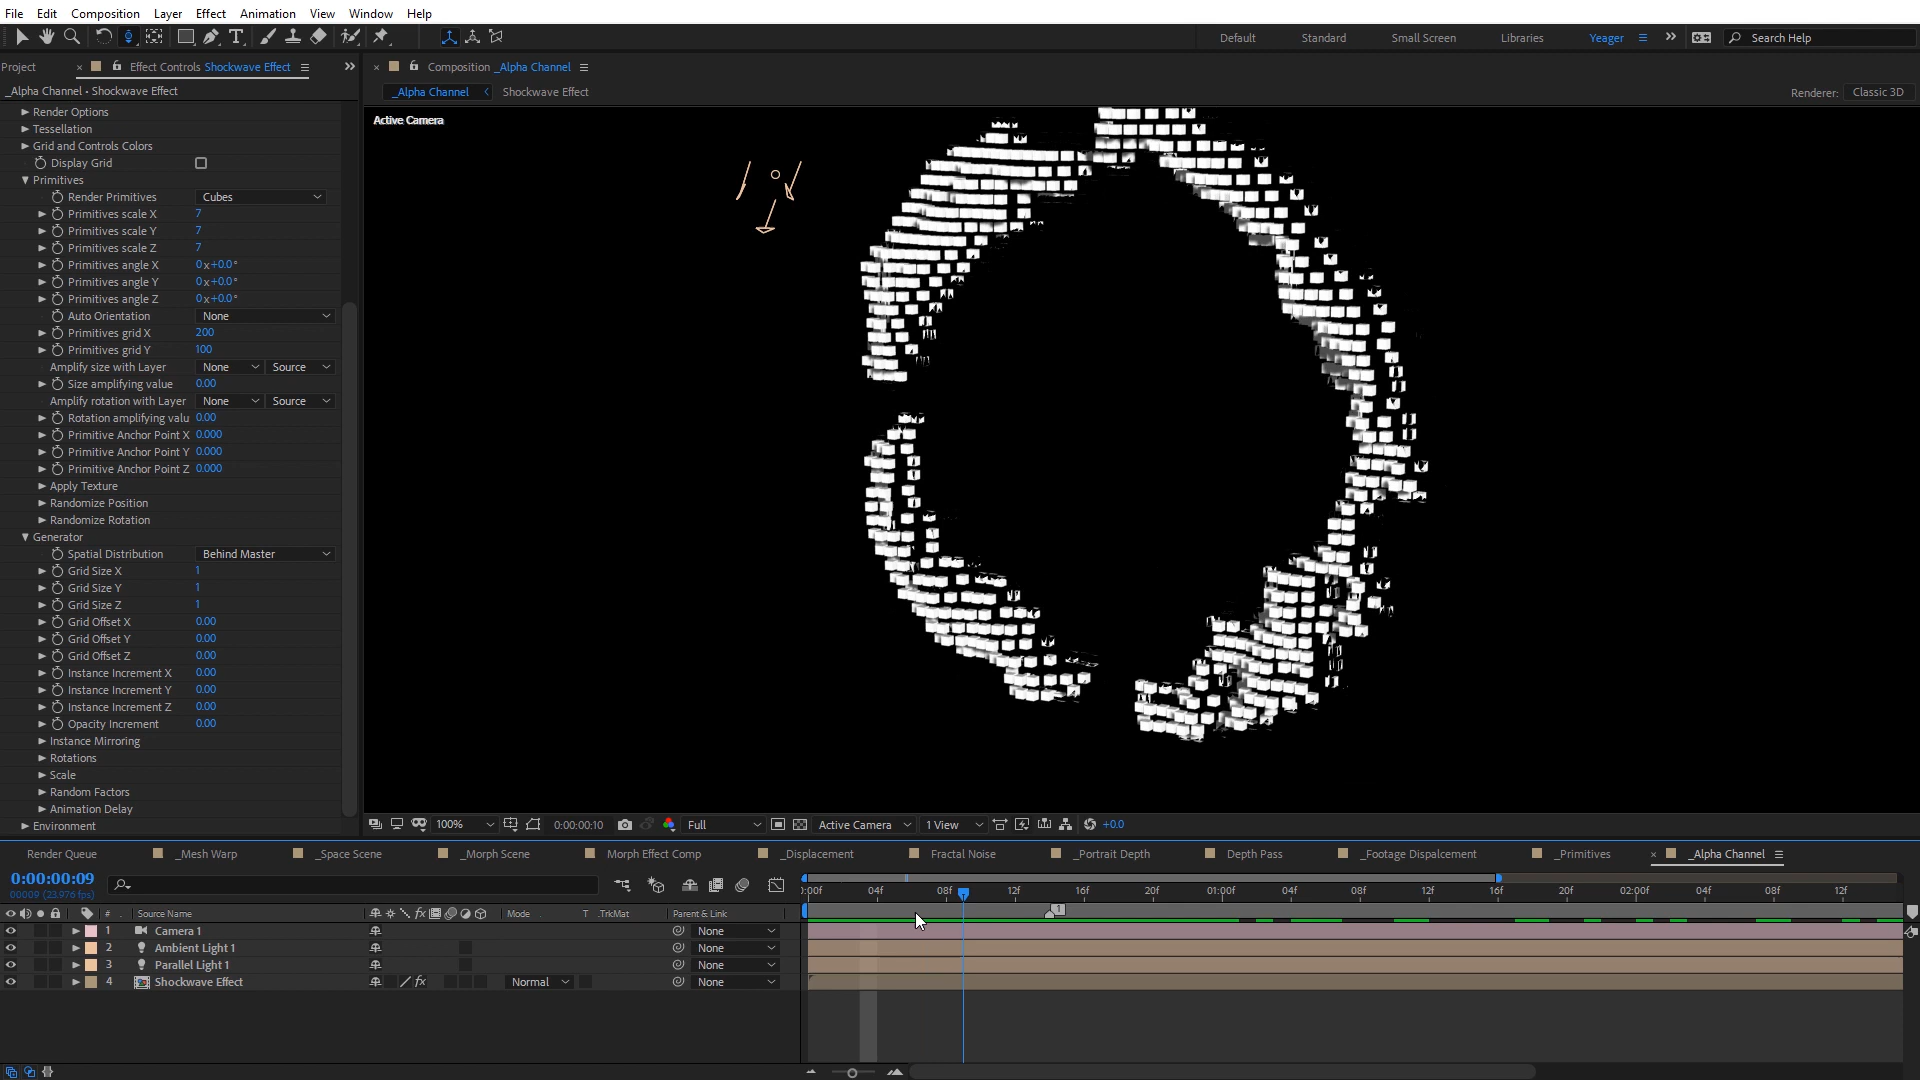 File Edit Composition Layer Effect Animation View Window Help
Default Standard Small Screen Libraries Yeager Search Help
Project Effect Controls Shockwave Effect
Composition _Alpha Channel
_Alpha Channel • Shockwave Effect
_Alpha Channel Shockwave Effect
Renderer: Classic 3D
Active Camera
Render Options
Tessellation
Grid and Controls Colors
Display Grid
Primitives
Render Primitives Cubes
Primitives scale X 7
Primitives scale Y 7
Primitives scale Z 7
Primitives angle X 0x+0.0°
Primitives angle Y 0x+0.0°
Primitives angle Z 0x+0.0°
Auto Orientation None
Primitives grid X 200
Primitives grid Y 100
Amplify size with Layer None Source
Size amplifying value 0.00
Amplify rotation with Layer None Source
Rotation amplifying valu 0.00
Primitive Anchor Point X 0.000
Primitive Anchor Point Y 0.000
Primitive Anchor Point Z 0.000
Apply Texture
Randomize Position
Randomize Rotation
Generator
Spatial Distribution Behind Master
Grid Size X 1
Grid Size Y 1
Grid Size Z 1
Grid Offset X 0.00
Grid Offset Y 0.00
Grid Offset Z 0.00
Instance Increment X 0.00
Instance Increment Y 0.00
Instance Increment Z 0.00
Opacity Increment 0.00
Instance Mirroring
Rotations
Scale
Random Factors
Animation Delay
Environment
100% 0:00:00:10 Full Active Camera 1 View +0.0
Render Queue _Mesh Warp _Space Scene _Morph Scene Morph Effect Comp _Displacement Fractal Noise _Portrait Depth Depth Pass _Footage Dispalcement _Primitives _Alpha Channel
0:00:00:09
00009 (23.976 fps)
):00f 04f 08f 12f 16f 20f 01:00f 04f 08f 12f 16f 20f 02:00f 04f 08f 12f
# Source Name Mode T .TrkMat Parent & Link
1
1 Camera 1 None
2 Ambient Light 1 None
3 Parallel Light 1 None
4 Shockwave Effect fx Normal None